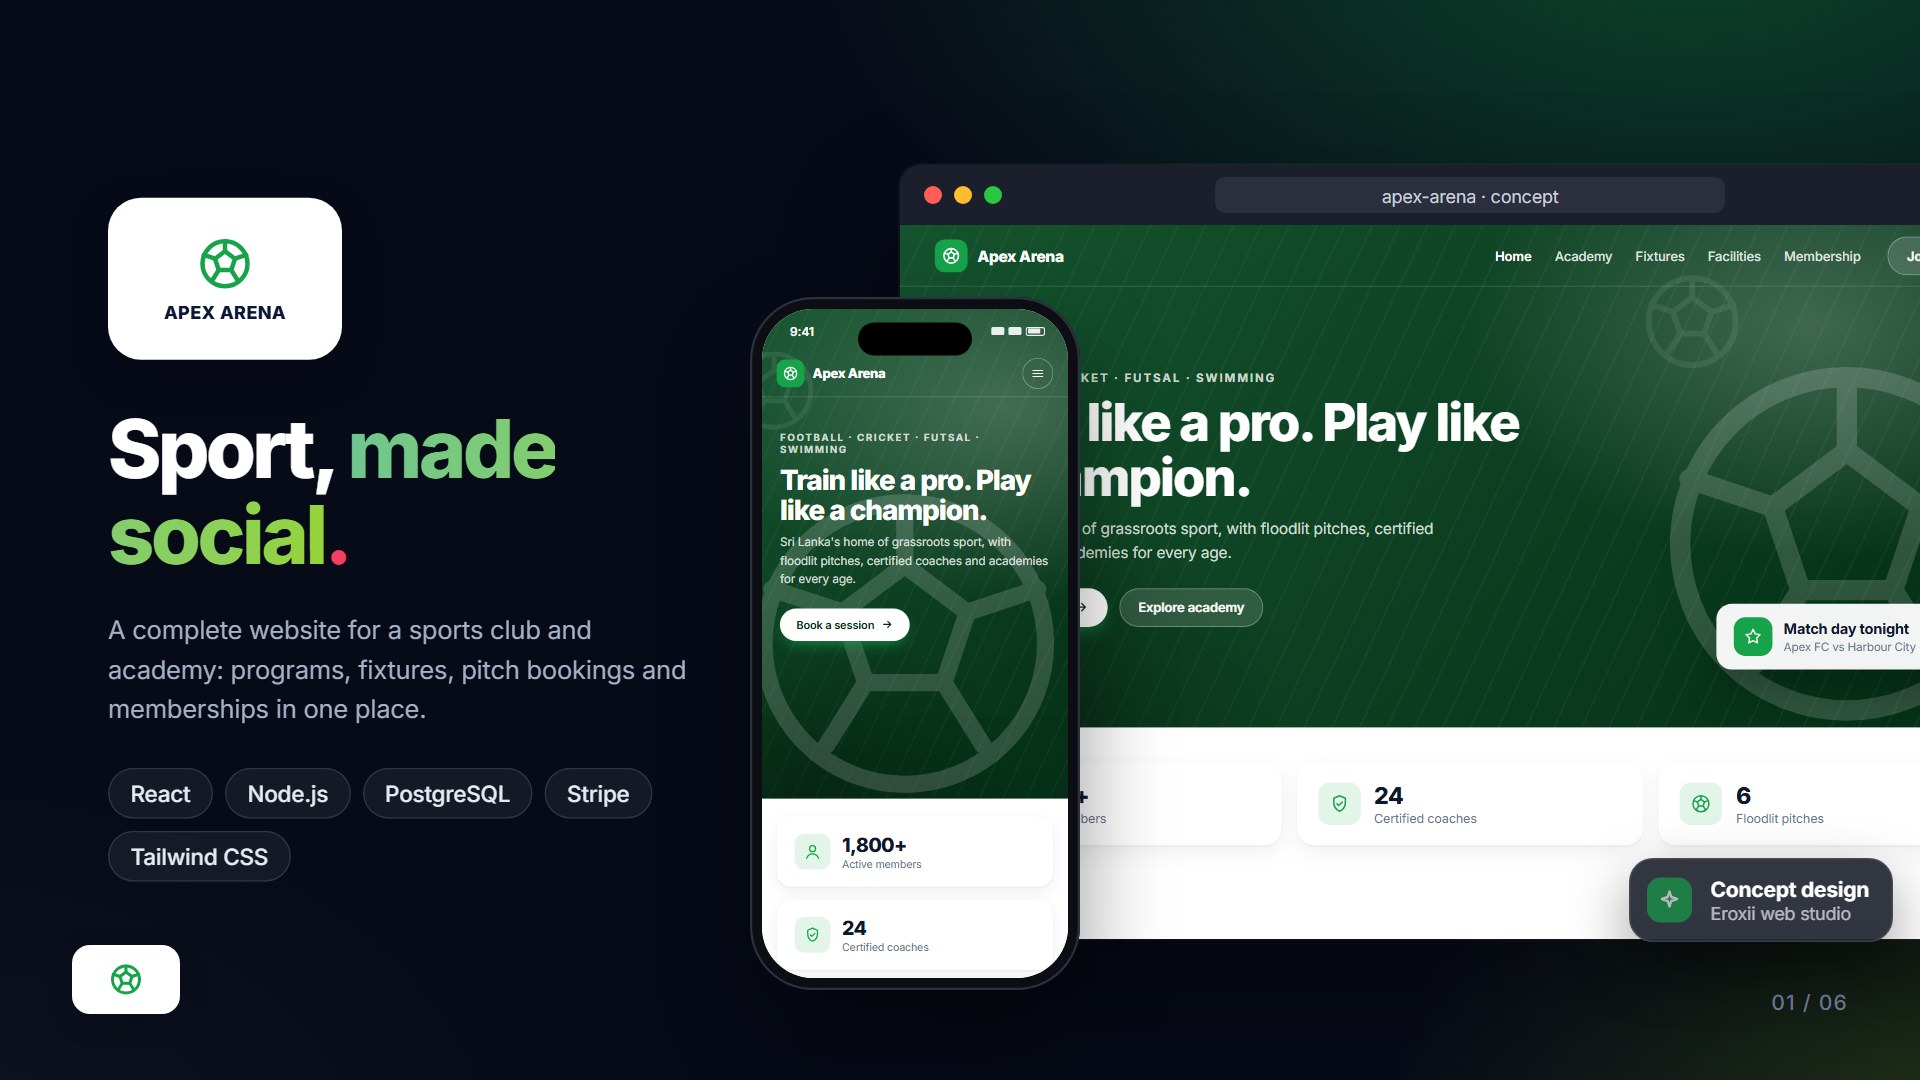 APEX ARENA
Sport, made
social.
A complete website for a sports club and
academy: programs, fixtures, pitch bookings and
memberships in one place.
React
Node.js
PostgreSQL
Stripe
Tailwind CSS
9:41
Apex Arena
FOOTBALL · CRICKET · FUTSAL ·
SWIMMING
Train like a pro. Play
like a champion.
Sri Lanka's home of grassroots sport, with
floodlit pitches, certified coaches and academies
for every age.
Book a session
1,800+
Active members
24
Certified coaches
apex-arena · concept
Apex Arena
Home
Academy
Fixtures
Facilities
Membership
Jo
KET · FUTSAL · SWIMMING
like a pro. Play like
mpion.
of grassroots sport, with floodlit pitches, certified
demies for every age.
Explore academy
Match day tonight
Apex FC vs Harbour City
+
bers
24
Certified coaches
6
Floodlit pitches
Concept design
Eroxii web studio
01 / 06